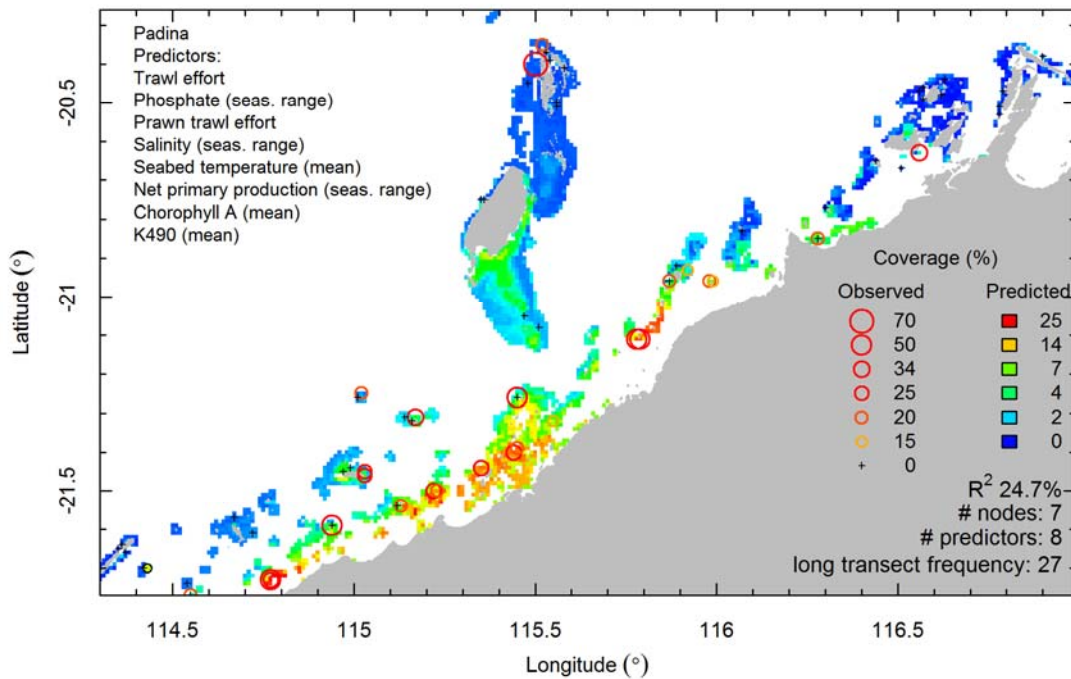 Padina
Predictors:
Trawl effort
Phosphate (seas. range)
Prawn trawl effort
Salinity (seas. range)
Seabed temperature (mean)
Net primary production (seas. range)
Chorophyll A (mean)
K490 (mean)
Latitude (°)
-20.5
-21
-21.5
Coverage (%)
Observed Predicted
70 25
50 14
34 7
25 4
20 2
15 0
0
R² 24.7%
# nodes: 7
# predictors: 8
long transect frequency: 27
114.5 115 115.5 116 116.5
Longitude (°)